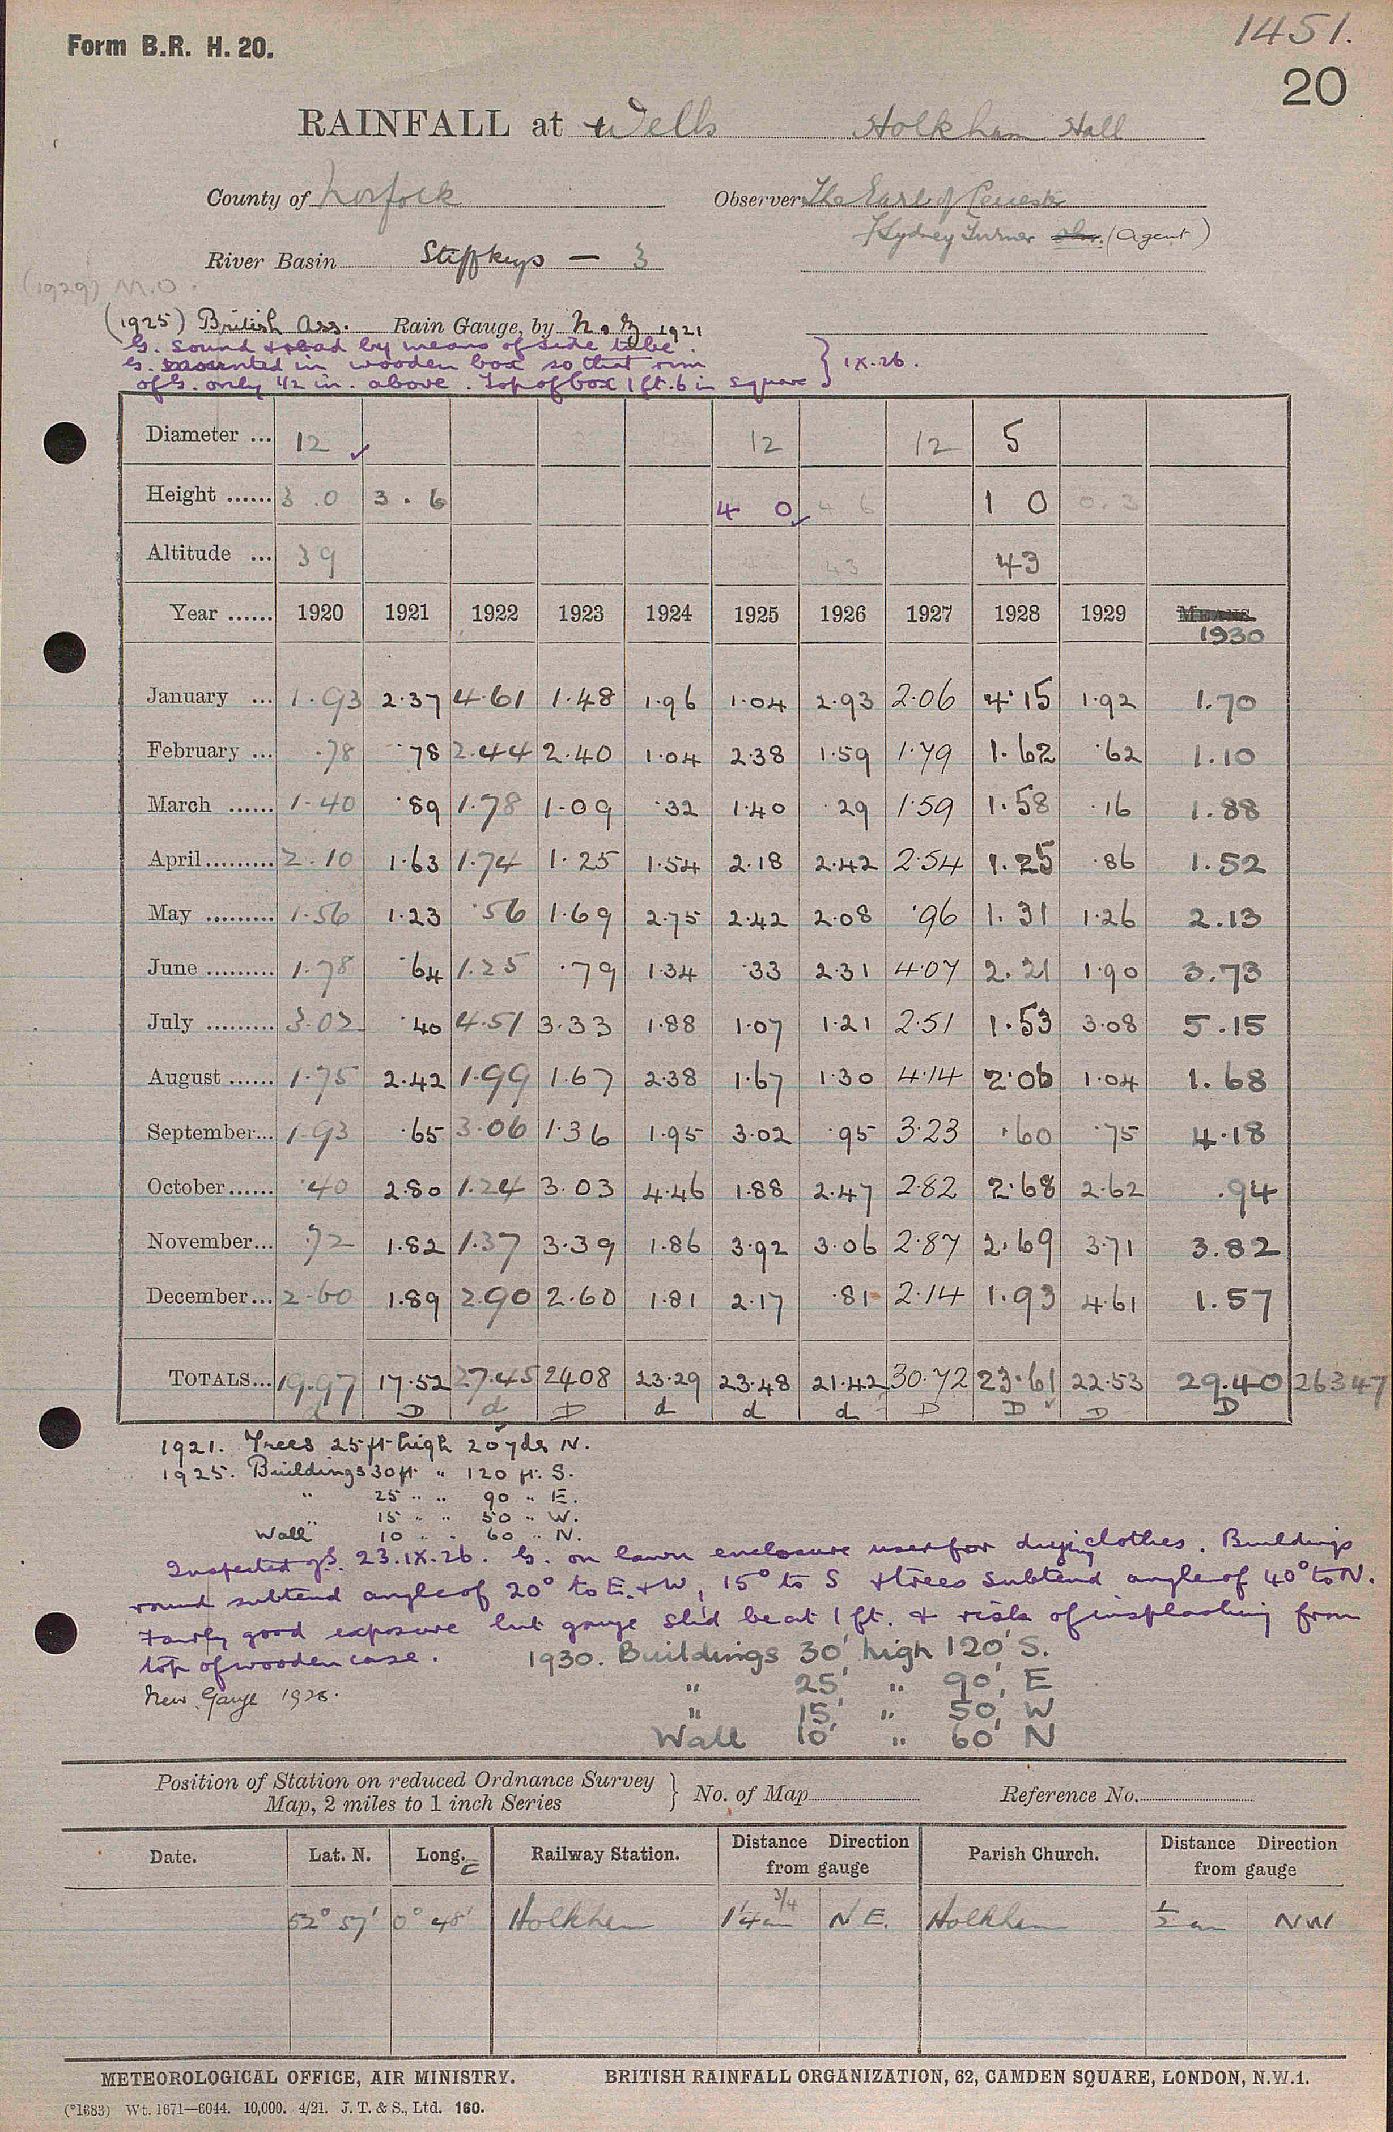 1451.
Form B.R. H. 20.
20
RAINFALL at Wells Holkham Hall
County of Norfolk Observer The Earl of Leicester
Sydney Turner (Agent)
River Basin Stiffkey — 3
(1929) M.O.
(1925) British Ass. Rain Gauge, by N. & Z 1921
G. sound & read by means of side tube.
G. mounted in wooden box so that rim } IX.26.
of G. only 1/2 in. above. Top of box 1 ft. 6 in square
Diameter ... 12 12 12 5
Height ...... 3.0 3.6 4 0 4 6 1 0 0.3
Altitude ... 39 43 43
Year ...... 1920 1921 1922 1923 1924 1925 1926 1927 1928 1929 MEANS.
1930
January ... 1.93 2.37 4.61 1.48 1.96 1.04 2.93 2.06 4.15 1.92 1.70
February ... .78 .78 2.44 2.40 1.04 2.38 1.59 1.79 1.62 .62 1.10
March ...... 1.40 .89 1.78 1.09 .32 1.40 .29 1.59 1.58 .16 1.88
April......... 2.10 1.63 1.74 1.25 1.54 2.18 2.42 2.54 1.25 .86 1.52
May ......... 1.56 1.23 .56 1.69 2.75 2.42 2.08 .96 1.31 1.26 2.13
June ......... 1.78 .64 1.25 .79 1.34 .33 2.31 4.07 2.21 1.90 3.73
July ......... 3.02 .40 4.51 3.33 1.88 1.07 1.21 2.51 1.53 3.08 5.15
August ...... 1.75 2.42 1.99 1.67 2.38 1.67 1.30 4.14 2.06 1.04 1.68
September... 1.93 .65 3.06 1.36 1.95 3.02 .95 3.23 .60 .75 4.18
October...... .40 2.80 1.24 3.03 4.46 1.88 2.47 2.82 2.68 2.62 .94
November... .72 1.82 1.37 3.39 1.86 3.92 3.06 2.87 2.69 3.71 3.82
December... 2.60 1.89 2.90 2.60 1.81 2.17 .81 2.14 1.93 4.61 1.57
TOTALS... 19.97 17.52 27.45 24.08 23.29 23.48 21.42 30.72 23.61 22.53 29.40 26347
d D d D d d d D D D D
1921. Trees 25 ft high 20 yds N.
1925. Buildings 30 ft " 120 ft. S.
" 25 " " 90 " E.
" 15 " " 50 " W.
Wall 10 " " 60 " N.
Inspected 23.IX.26. G. on lawn enclosure used for drying clothes. Buildings
round subtend angle of 20° to E. & W, 15° to S & trees subtend angle of 40° to N.
Fairly good exposure but gauge shd be at 1 ft. & risk of insplashing from
top of wooden case. 1930. Buildings 30' high 120' S.
New Gauge 1928. " 25' " 90' E
" 15' " 50' W
Wall 10' " 60' N
Position of Station on reduced Ordnance Survey } No. of Map Reference No.
Map, 2 miles to 1 inch Series
Date. Lat. N. Long. E Railway Station. Distance Direction from gauge Parish Church. Distance Direction from gauge
52° 57' 0° 48' Holkham 1 1/4 3/4 m N E. Holkham 1/2 m NW
METEOROLOGICAL OFFICE, AIR MINISTRY. BRITISH RAINFALL ORGANIZATION, 62, CAMDEN SQUARE, LONDON, N.W.1.
(*1683) Wt. 1671—6044. 10,000. 4/21. J. T. & S., Ltd. 160.